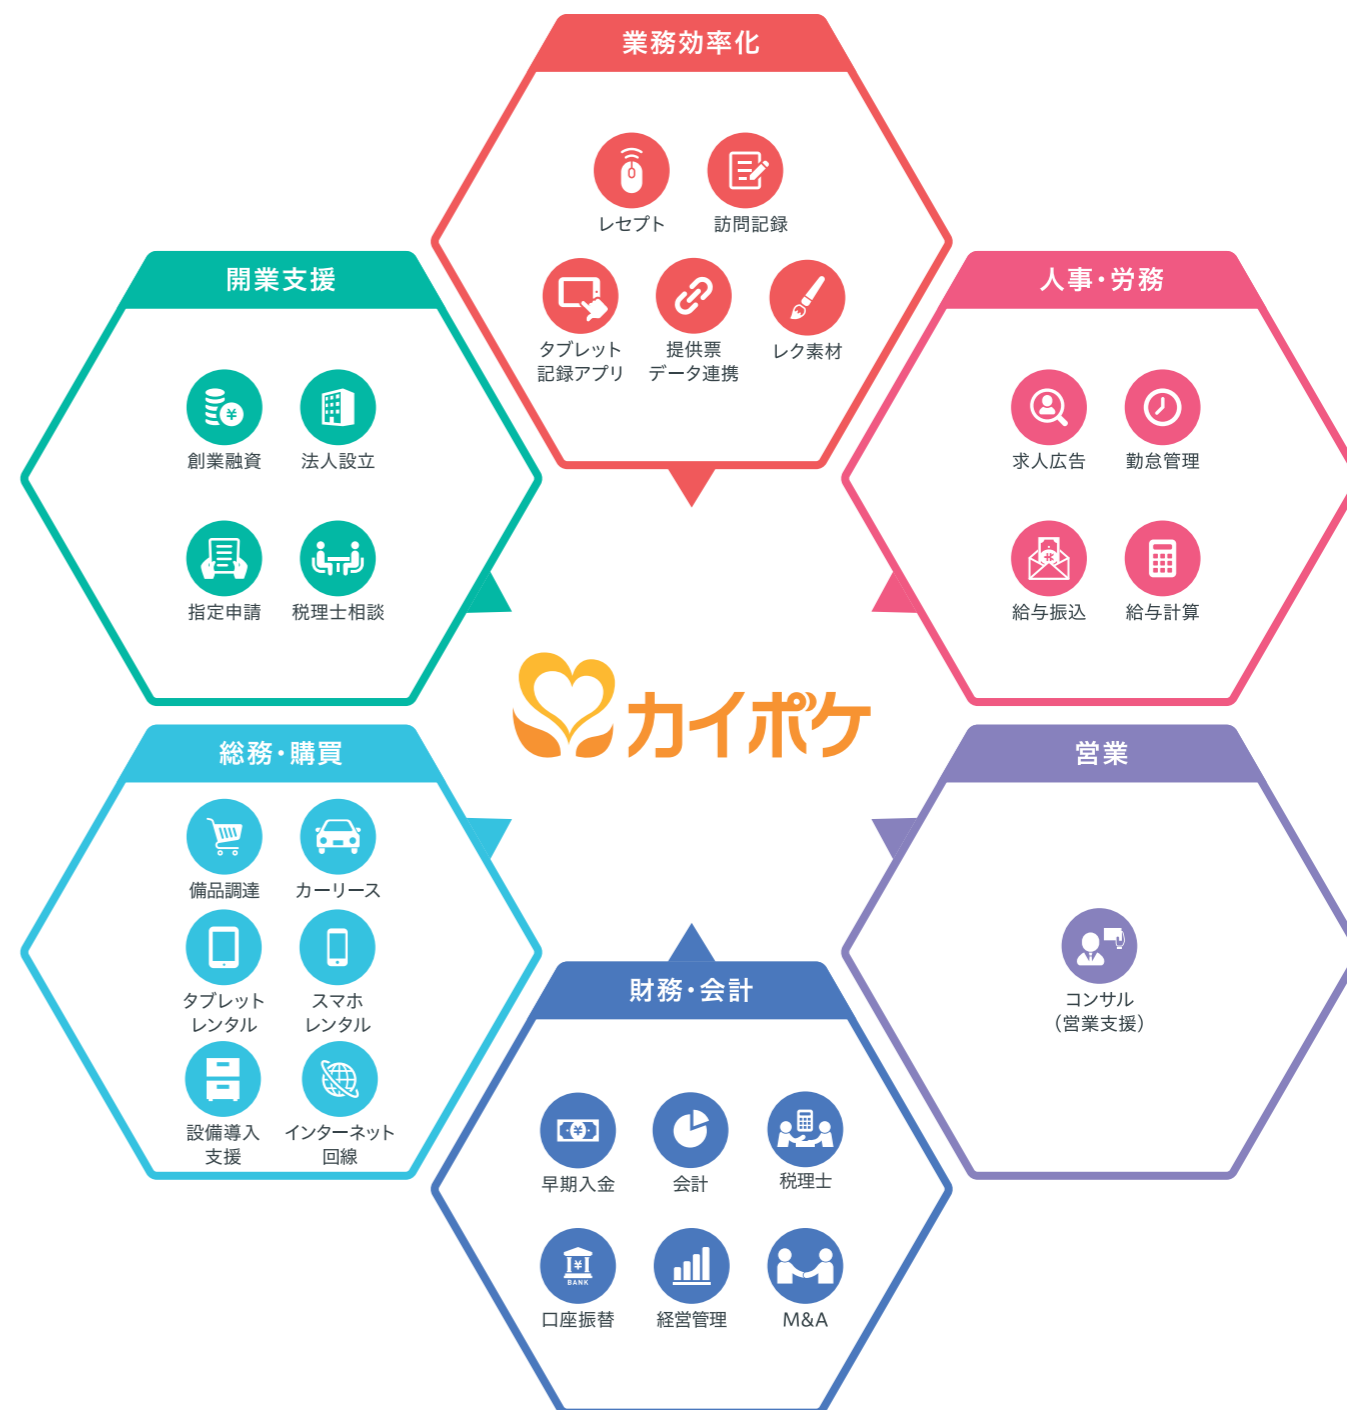 業務効率化
レセプト
訪問記録
タブレット
記録アプリ
提供票
データ連携
レク素材
開業支援
創業融資
法人設立
指定申請
税理士相談
人事・労務
求人広告
勤怠管理
給与振込
給与計算
カイポケ
総務・購買
備品調達
カーリース
タブレット
レンタル
スマホ
レンタル
設備導入
支援
インターネット
回線
営業
コンサル
（営業支援）
財務・会計
早期入金
会計
税理士
BANK
口座振替
経営管理
M&A